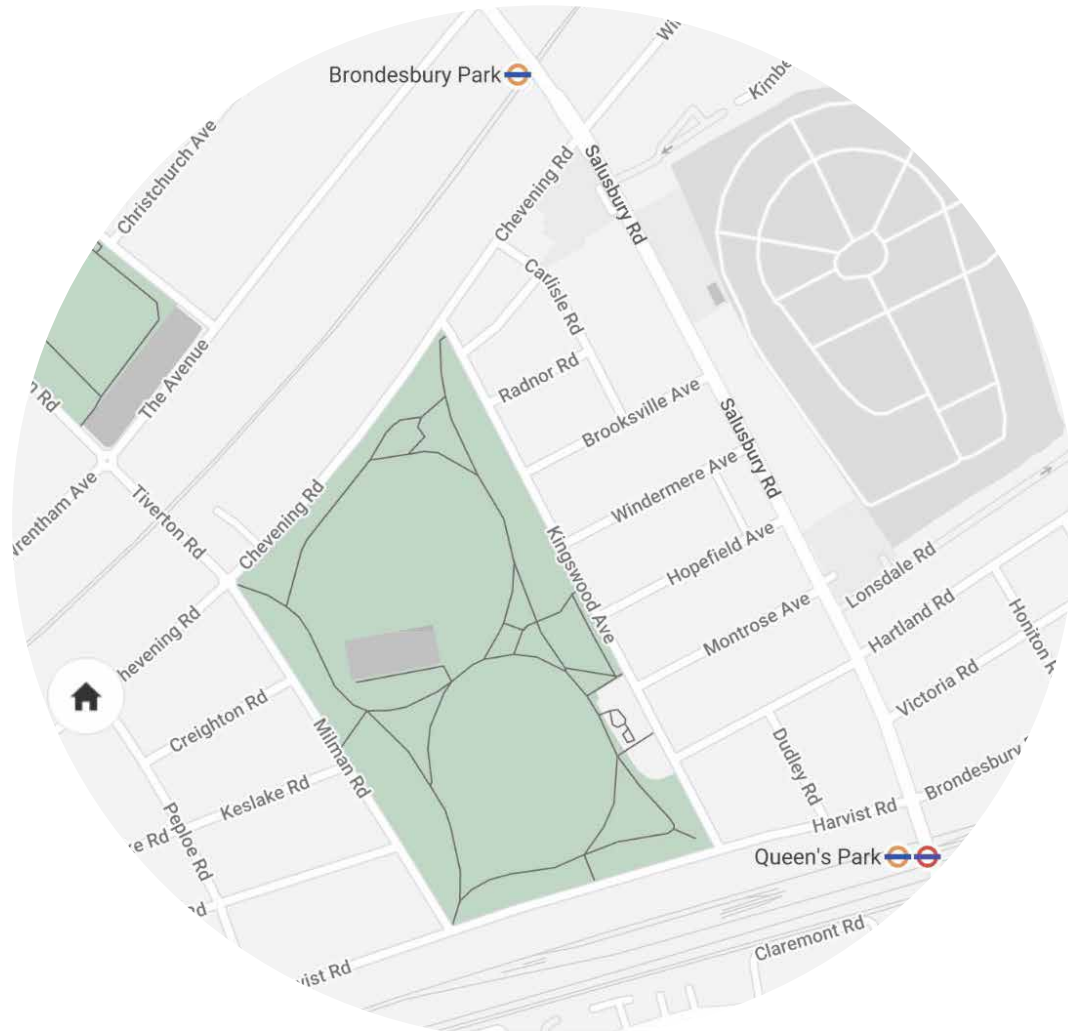 Brondesbury Park
Christchurch Ave
Chevening Rd
Salusbury Rd
Carlisle Rd
The Avenue
Radnor Rd
Brooksville Ave
Salusbury Rd
Windermere Ave
Tiverton Rd
Chevening Rd
Kingswood Ave
Hopefield Ave
Lonsdale Rd
Montrose Ave
Hartland Rd
Victoria Rd
Creighton Rd
Milman Rd
Dudley Rd
Keslake Rd
Peploe Rd
Harvist Rd
Brondesbury
Queen's Park
Claremont Rd